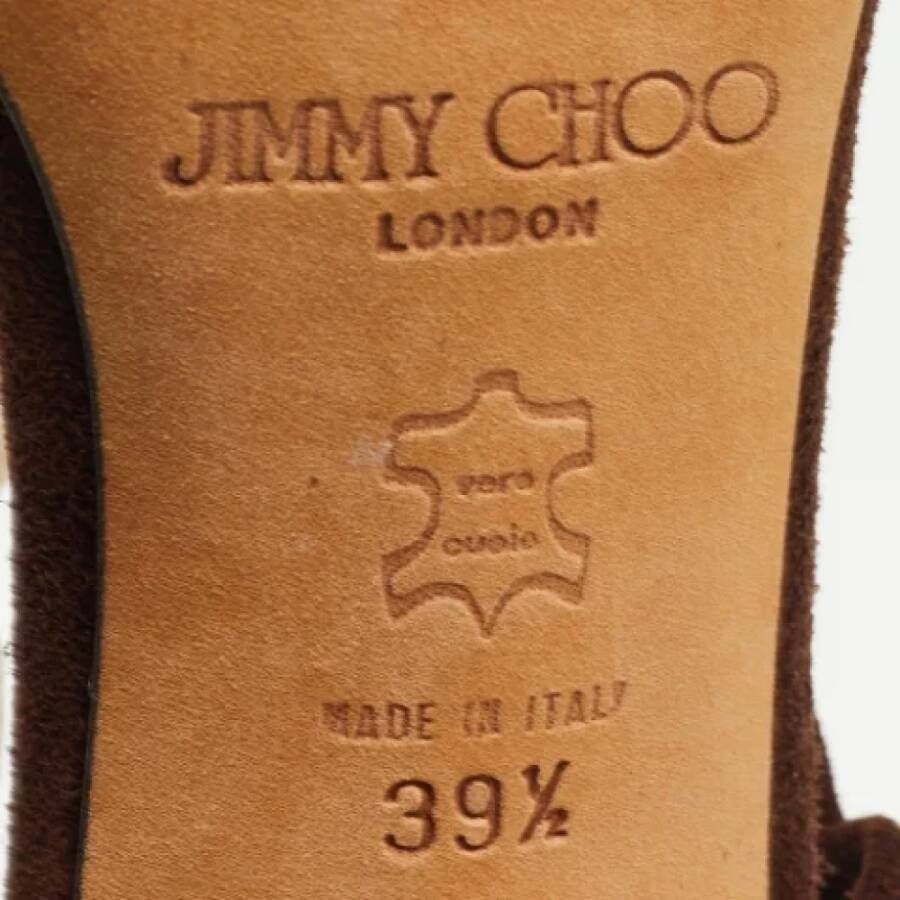 JIMMY CHOO
LONDON
vero
cuoio
MADE IN ITALY
39½